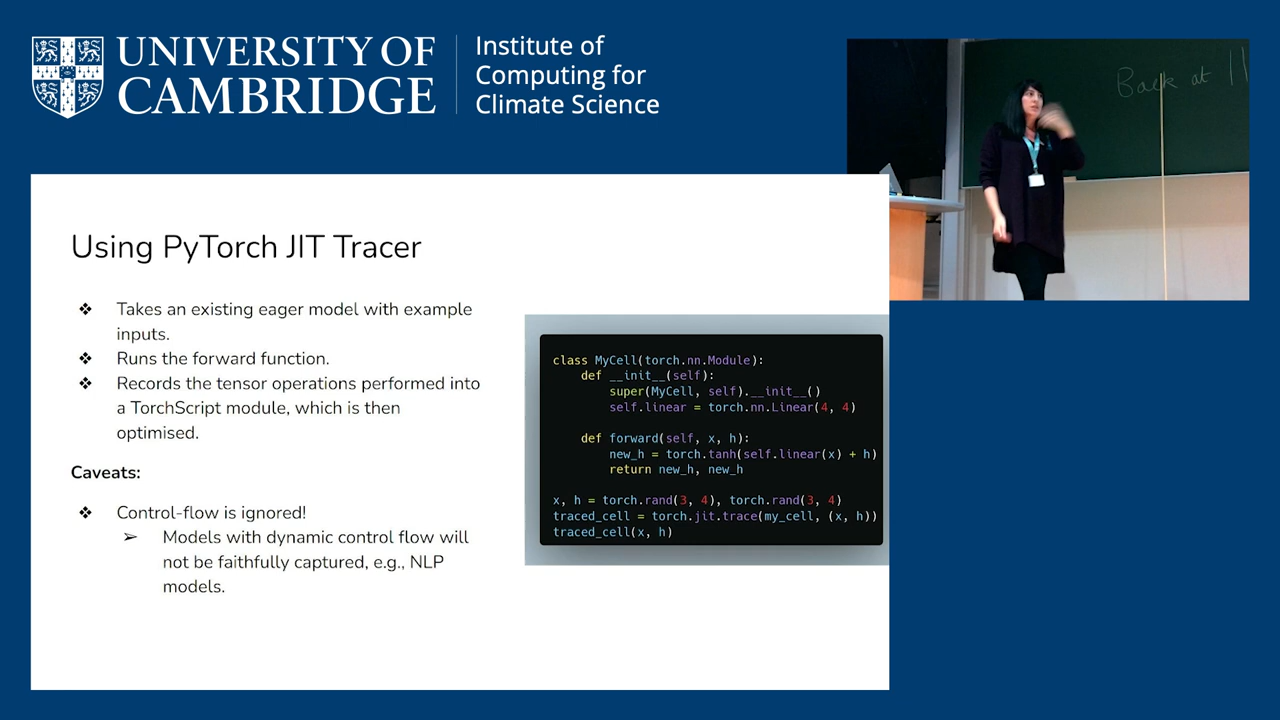 UNIVERSITY OF
CAMBRIDGE
Institute of
Computing for
Climate Science
Back at 11
Using PyTorch JIT Tracer
❖ Takes an existing eager model with example
inputs.
❖ Runs the forward function.
❖ Records the tensor operations performed into
a TorchScript module, which is then
optimised.
Caveats:
❖ Control-flow is ignored!
➢ Models with dynamic control flow will
not be faithfully captured, e.g., NLP
models.
class MyCell(torch.nn.Module):
    def __init__(self):
        super(MyCell, self).__init__()
        self.linear = torch.nn.Linear(4, 4)
    def forward(self, x, h):
        new_h = torch.tanh(self.linear(x) + h)
        return new_h, new_h
x, h = torch.rand(3, 4), torch.rand(3, 4)
traced_cell = torch.jit.trace(my_cell, (x, h))
traced_cell(x, h)